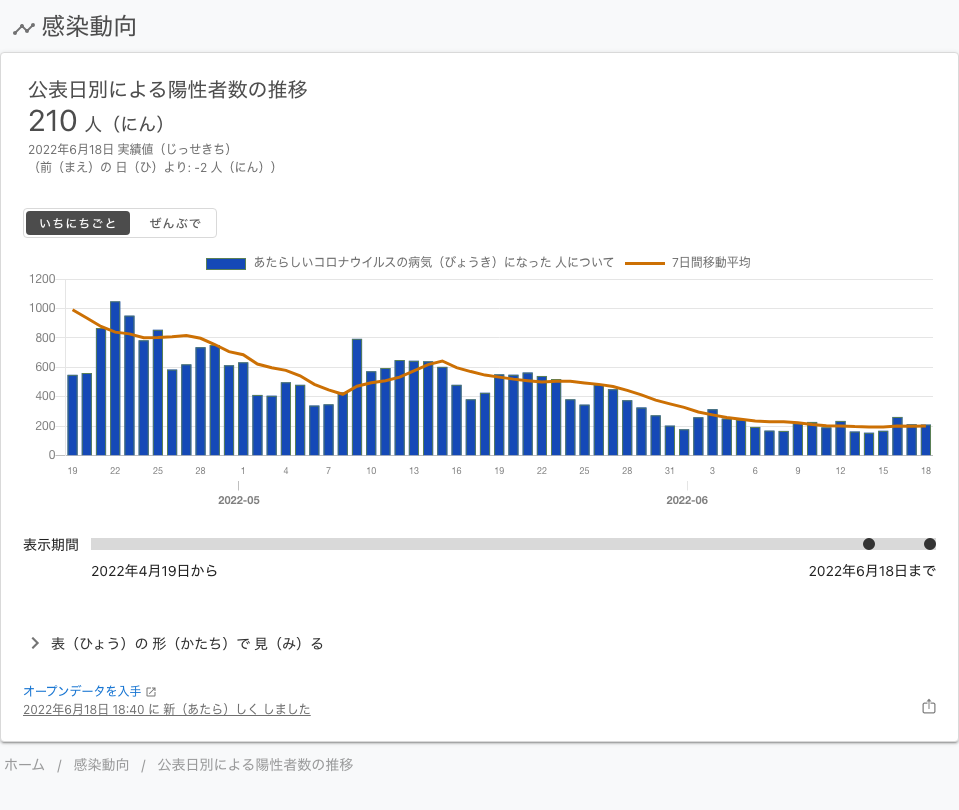 感染動向
公表日別による陽性者数の推移
210 人（にん）
2022年6月18日 実績値（じっせきち）
（前（まえ）の 日（ひ）より: -2 人（にん））
いちにちごと ぜんぶで
あたらしいコロナウイルスの病気（びょうき）になった 人について 7日間移動平均
1200
1000
800
600
400
200
0
19 22 25 28 1 4 7 10 13 16 19 22 25 28 31 3 6 9 12 15 18
2022-05 2022-06
表示期間
2022年4月19日から 2022年6月18日まで
表（ひょう）の 形（かたち）で 見（み）る
オープンデータを入手
2022年6月18日 18:40 に 新（あたら）しく しました
ホーム / 感染動向 / 公表日別による陽性者数の推移